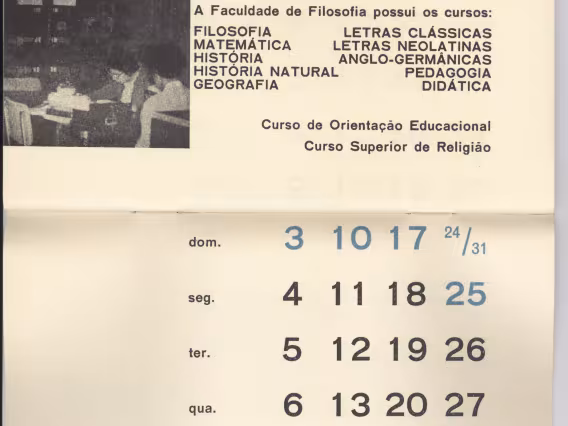 A Faculdade de Filosofia possui os cursos:
FILOSOFIA LETRAS CLÁSSICAS
MATEMÁTICA LETRAS NEOLATINAS
HISTÓRIA ANGLO-GERMÂNICAS
HISTÓRIA NATURAL PEDAGOGIA
GEOGRAFIA DIDÁTICA
Curso de Orientação Educacional
Curso Superior de Religião
dom. 3 10 17 24/31
seg. 4 11 18 25
ter. 5 12 19 26
qua. 6 13 20 27